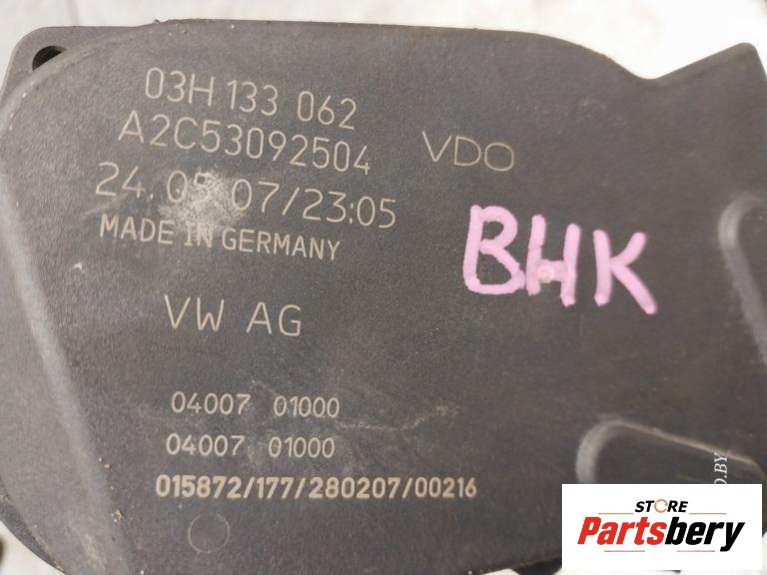 03H 133 062
A2C53092504
VDO
24. 07/23:05
MADE IN GERMANY
BHK
VW AG
04007 01000
04007 01000
015872/177/280207/00216
STORE
Partsbery